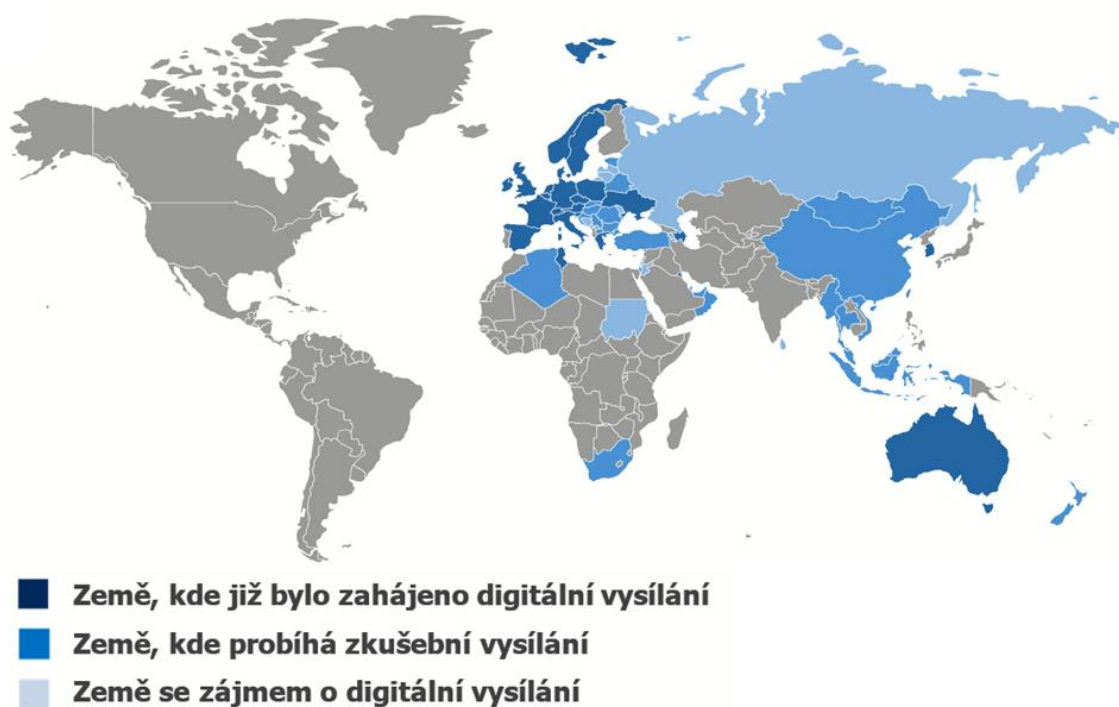 Země, kde již bylo zahájeno digitální vysílání
Země, kde probíhá zkušební vysílání
Země se zájmem o digitální vysílání